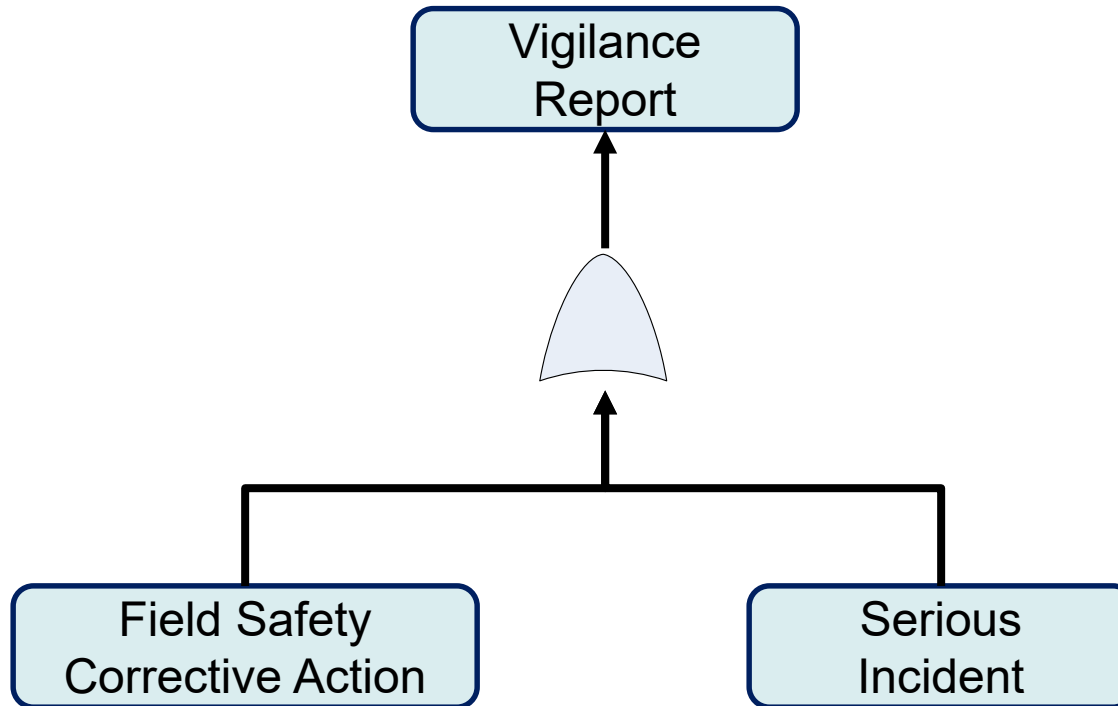 Vigilance
Report
Field Safety
Corrective Action
Serious
Incident